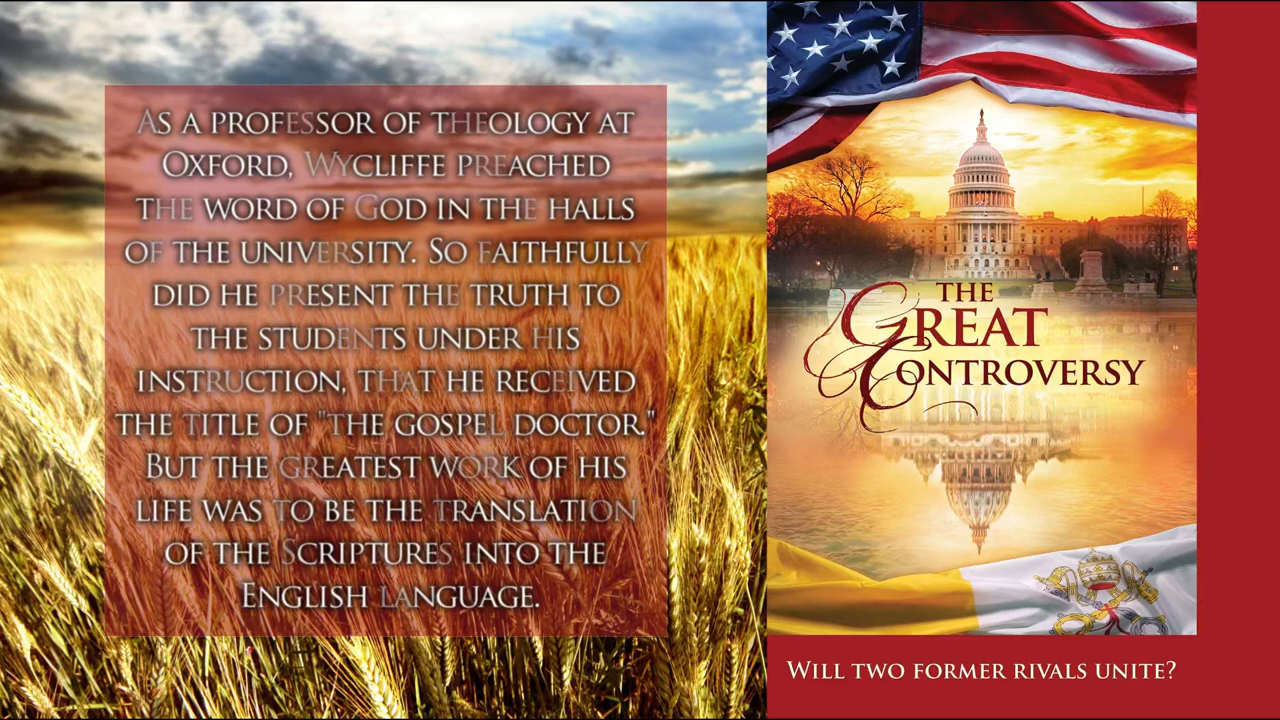 As a professor of theology at
Oxford, Wycliffe preached
the word of God in the halls
of the university. So faithfully
did he present the truth to
the students under his
instruction, that he received
the title of "the gospel doctor."
But the greatest work of his
life was to be the translation
of the Scriptures into the
English language.
The
Great
Controversy
Will two former rivals unite?